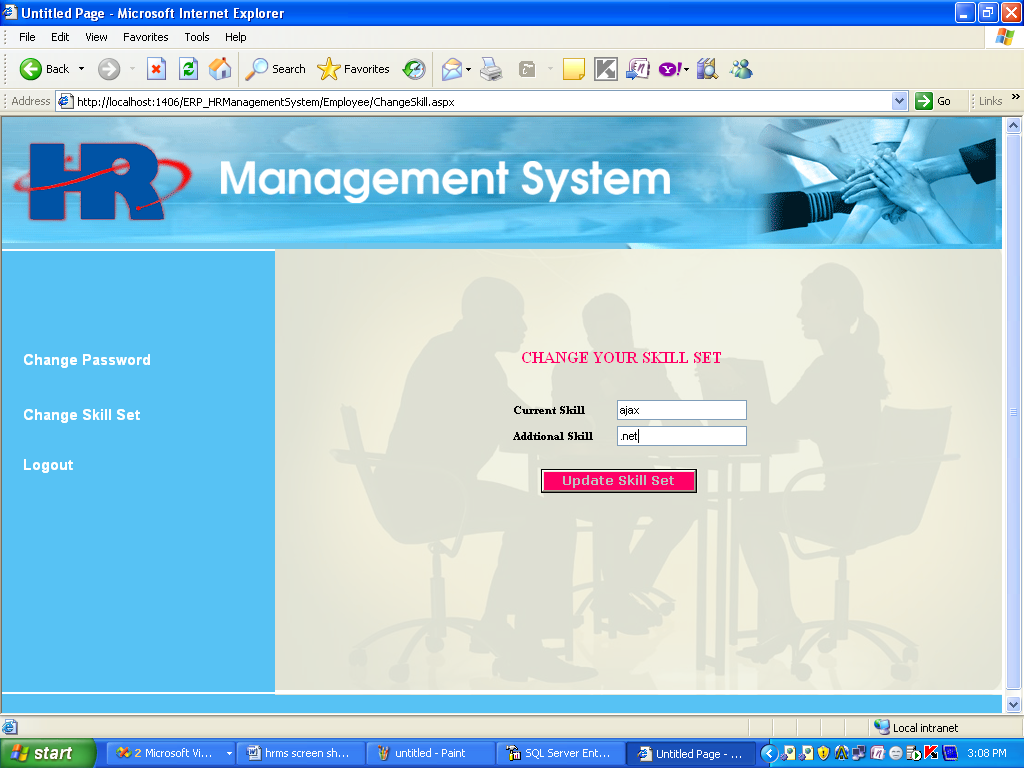 Untitled Page - Microsoft Internet Explorer
File Edit View Favorites Tools Help
Back Search Favorites
Address http://localhost:1406/ERP_HRManagementSystem/Employee/ChangeSkill.aspx Go Links »
HR Management System
Change Password
Change Skill Set
Logout
CHANGE YOUR SKILL SET
Current Skill ajax
Addtional Skill .net
Update Skill Set
Local intranet
start 2 Microsoft Vi... hrms screen sh... untitled - Paint SQL Server Ent... Untitled Page - ... 3:08 PM